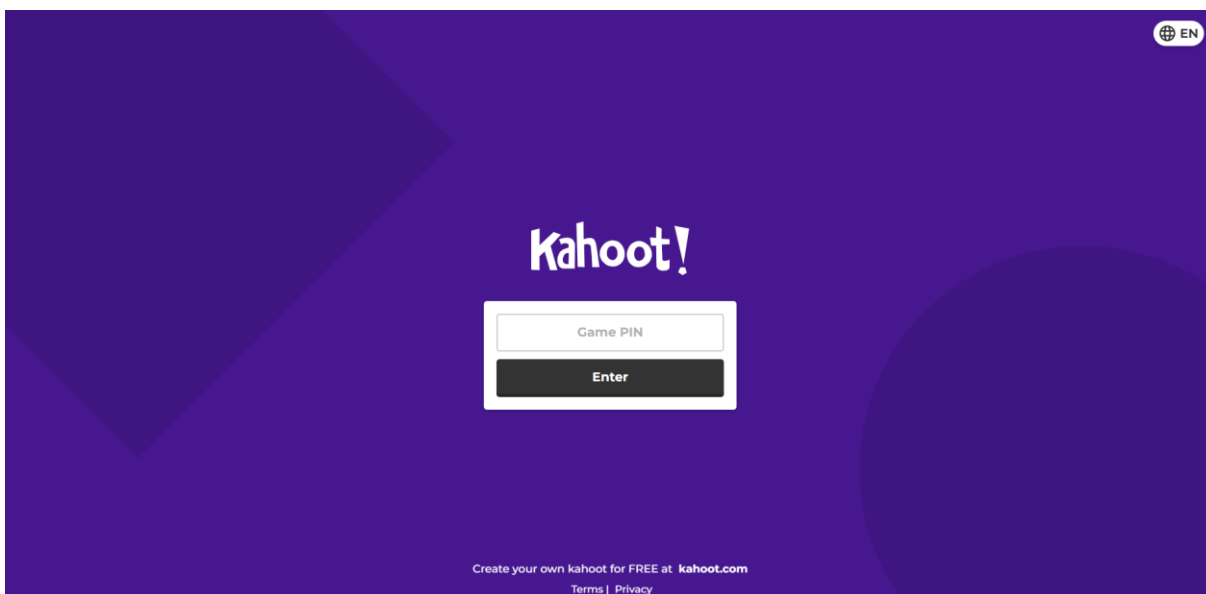 EN
Kahoot!
Game PIN
Enter
Create your own kahoot for FREE at kahoot.com
Terms | Privacy